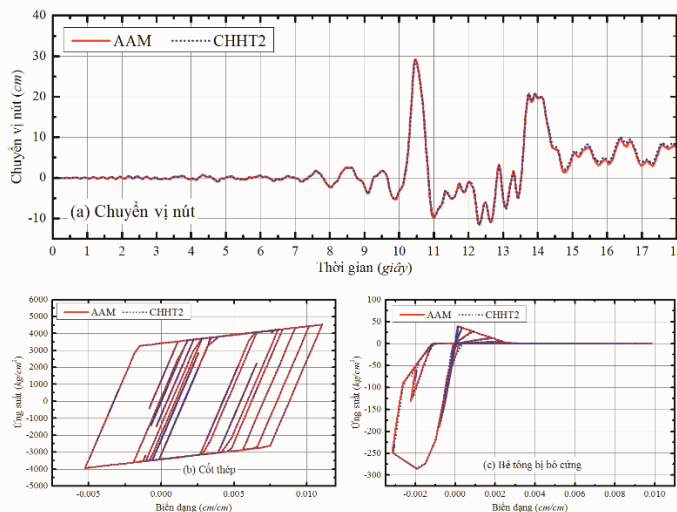 40
30
20
10
0
-10
Chuyển vị nút (cm)
AAM
CHHT2
(a) Chuyển vị nút
0 1 2 3 4 5 6 7 8 9 10 11 12 13 14 15 16 17 18
Thời gian (giây)
6000
5000
4000
3000
2000
1000
0
-1000
-2000
-3000
-4000
-5000
Ứng suất (kg/cm²)
AAM
CHHT2
(b) Cốt thép
-0.005 0.000 0.005 0.010
Biến dạng (cm/cm)
100
50
0
-50
-100
-150
-200
-250
-300
Ứng suất (kg/cm²)
AAM
CHHT2
(c) Bê tông bị bó cứng
-0.002 0.000 0.002 0.004 0.006 0.008 0.010
Biến dạng (cm/cm)